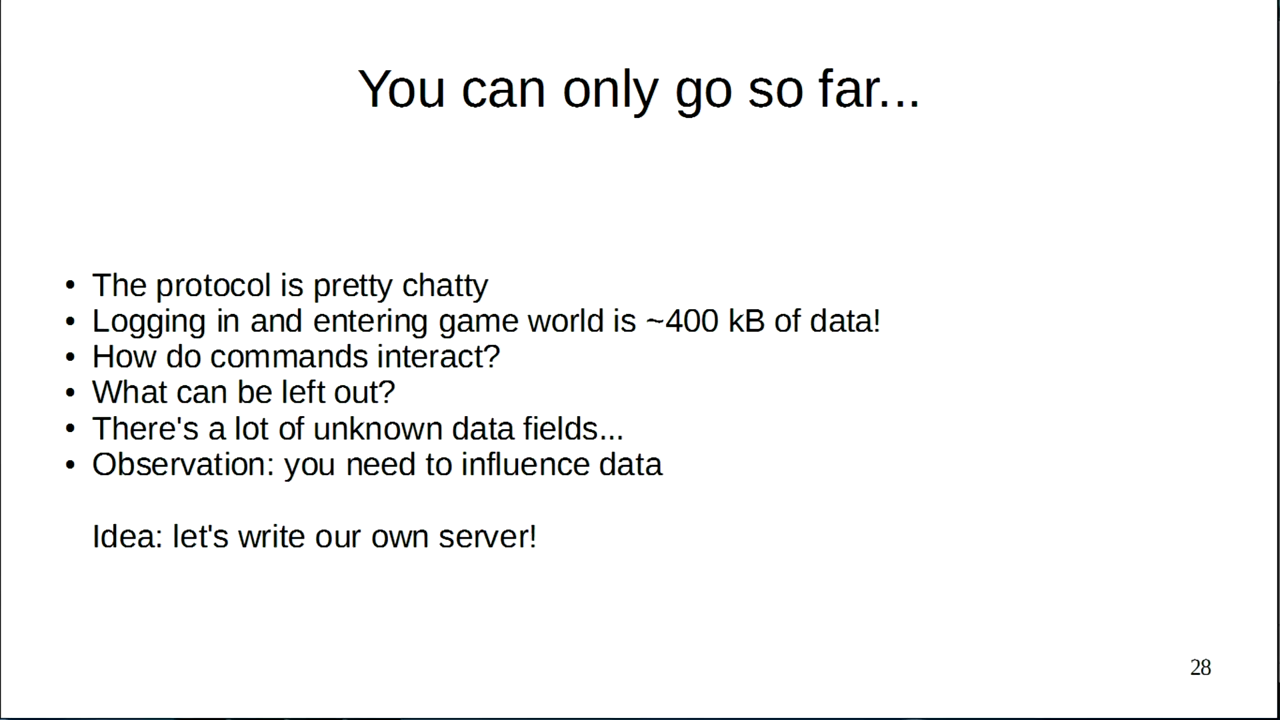 You can only go so far...
• The protocol is pretty chatty
• Logging in and entering game world is ~400 kB of data!
• How do commands interact?
• What can be left out?
• There's a lot of unknown data fields...
• Observation: you need to influence data
Idea: let's write our own server!
28